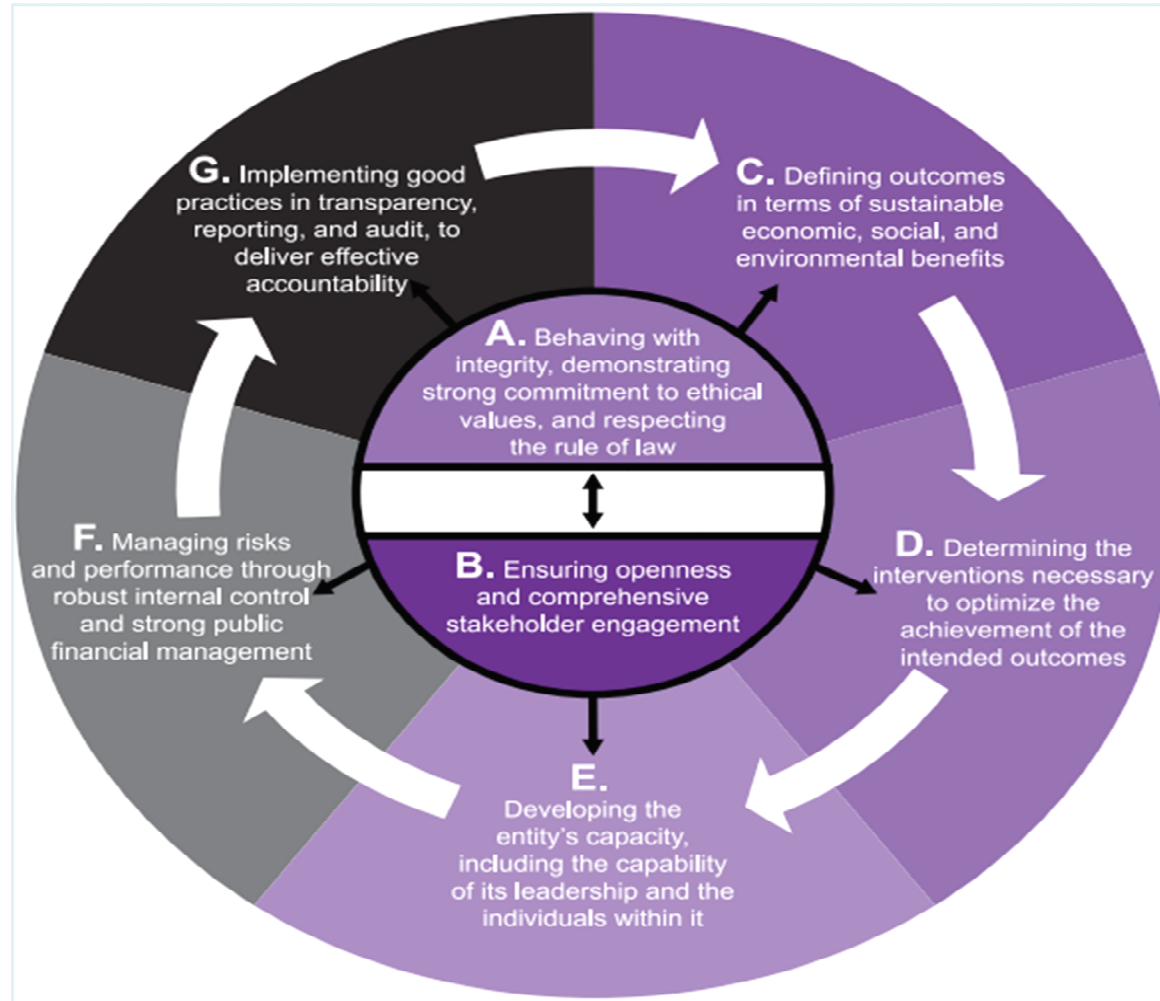 A. Behaving with
integrity, demonstrating
strong commitment to ethical
values, and respecting
the rule of law
B. Ensuring openness
and comprehensive
stakeholder engagement
C. Defining outcomes
in terms of sustainable
economic, social, and
environmental benefits
D. Determining the
interventions necessary
to optimize the
achievement of the
intended outcomes
E.
Developing the
entity's capacity,
including the capability
of its leadership and the
individuals within it
F. Managing risks
and performance through
robust internal control
and strong public
financial management
G. Implementing good
practices in transparency,
reporting, and audit, to
deliver effective
accountability